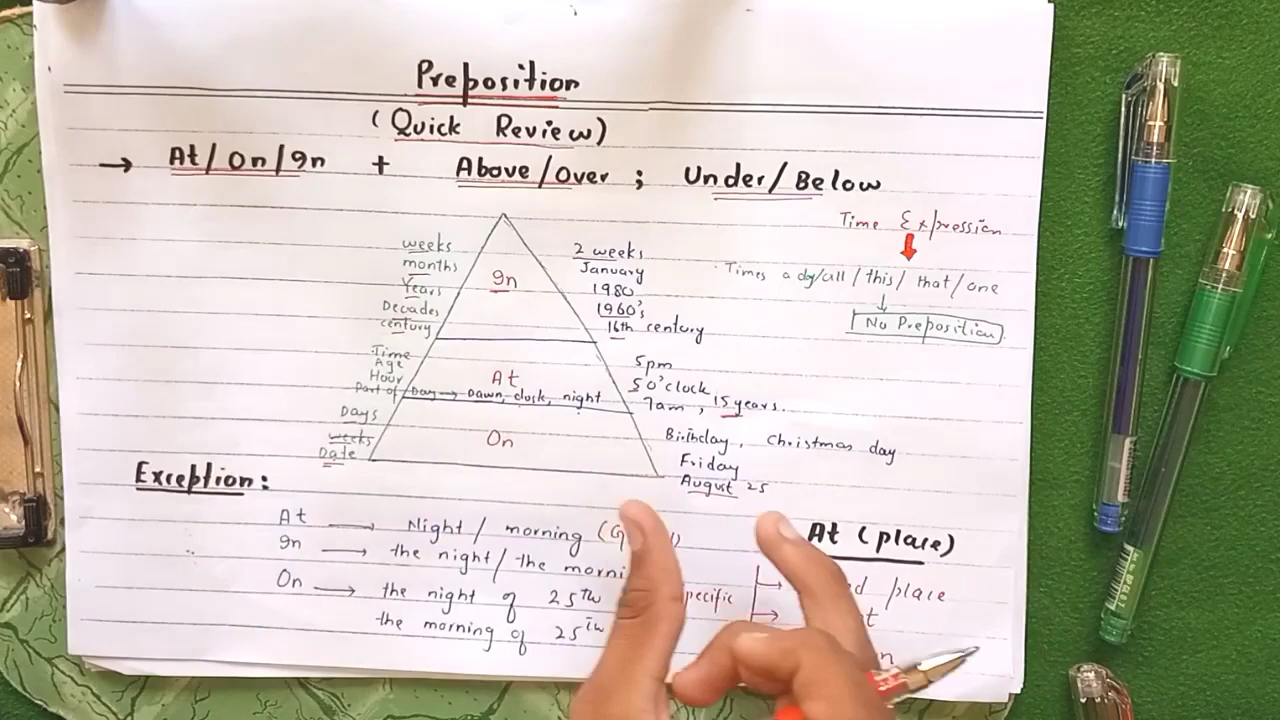 Preposition
(Quick Review)
→ At/On/In + Above/Over ; Under/Below
Time Expression
Times a day/all/this/that/one
No Preposition
weeks
months
Years
Decades
century
In
2 weeks
January
1980
1960's
16th century
Time
Age
Hour
Part of Day → Dawn, dusk, night
At
5pm
5 o'clock
7am, 15 years.
Days
weeks
Date
On
Birthday, Christmas day
Friday
August 25
Exception:
At → Night / morning
In → the night / the
On → the night of 25th
the morning of 25th
At (place)
place